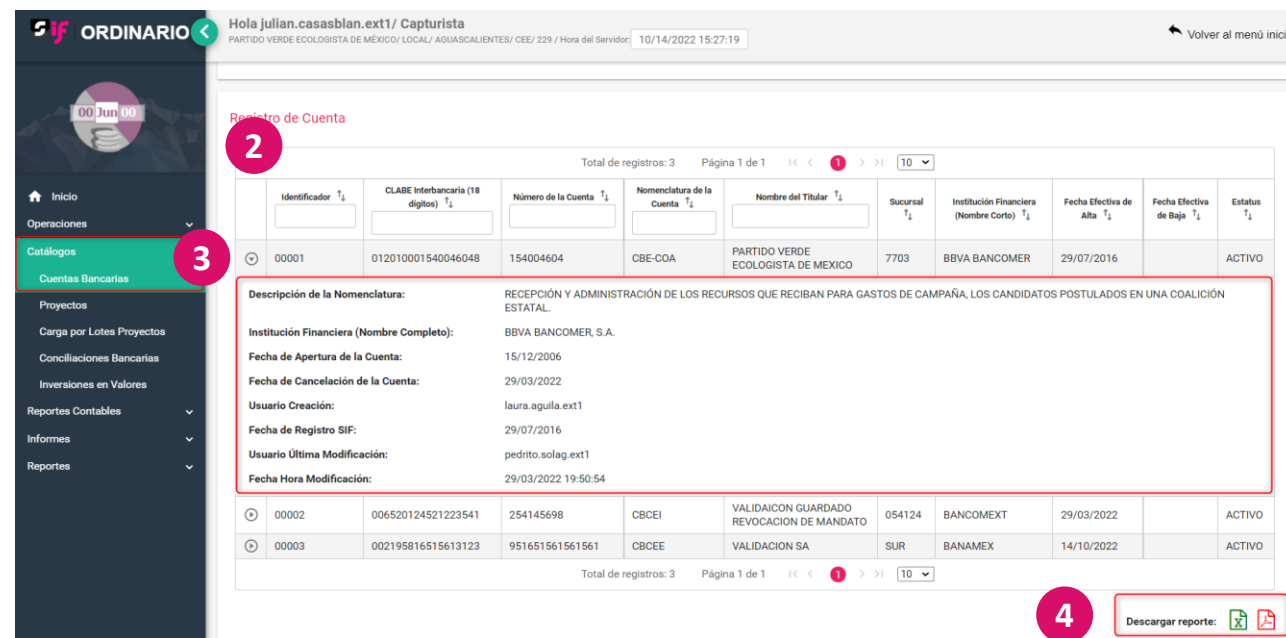 SIF ORDINARIO
Hola julian.casasblan.ext1/ Capturista
PARTIDO VERDE ECOLOGISTA DE MÉXICO/ LOCAL/ AGUASCALIENTES/ CEE/ 229 / Hora del Servidor: 10/14/2022 15:27:19
Volver al menú inici
00 Jun 00
Inicio
Operaciones
Catálogos
Cuentas Bancarias
Proyectos
Carga por Lotes Proyectos
Conciliaciones Bancarias
Inversiones en Valores
Reportes Contables
Informes
Reportes
3
Registro de Cuenta
2
Total de registros: 3 Página 1 de 1 |< < 1 > >| 10
Identificador CLABE Interbancaria (18 dígitos) Número de la Cuenta Nomenclatura de la Cuenta Nombre del Titular Sucursal Institución Financiera (Nombre Corto) Fecha Efectiva de Alta Fecha Efectiva de Baja Estatus
00001 012010001540046048 154004604 CBE-COA PARTIDO VERDE ECOLOGISTA DE MEXICO 7703 BBVA BANCOMER 29/07/2016 ACTIVO
Descripción de la Nomenclatura: RECEPCIÓN Y ADMINISTRACIÓN DE LOS RECURSOS QUE RECIBAN PARA GASTOS DE CAMPAÑA, LOS CANDIDATOS POSTULADOS EN UNA COALICIÓN
ESTATAL.
Institución Financiera (Nombre Completo): BBVA BANCOMER, S.A.
Fecha de Apertura de la Cuenta: 15/12/2006
Fecha de Cancelación de la Cuenta: 29/03/2022
Usuario Creación: laura.aguila.ext1
Fecha de Registro SIF: 29/07/2016
Usuario Última Modificación: pedrito.solag.ext1
Fecha Hora Modificación: 29/03/2022 19:50:54
00002 006520124521223541 254145698 CBCEI VALIDAICON GUARDADO REVOCACION DE MANDATO 054124 BANCOMEXT 29/03/2022 ACTIVO
00003 002195816515613123 951651561561561 CBCEE VALIDACION SA SUR BANAMEX 14/10/2022 ACTIVO
Total de registros: 3 Página 1 de 1 |< < 1 > >| 10
4
Descargar reporte: